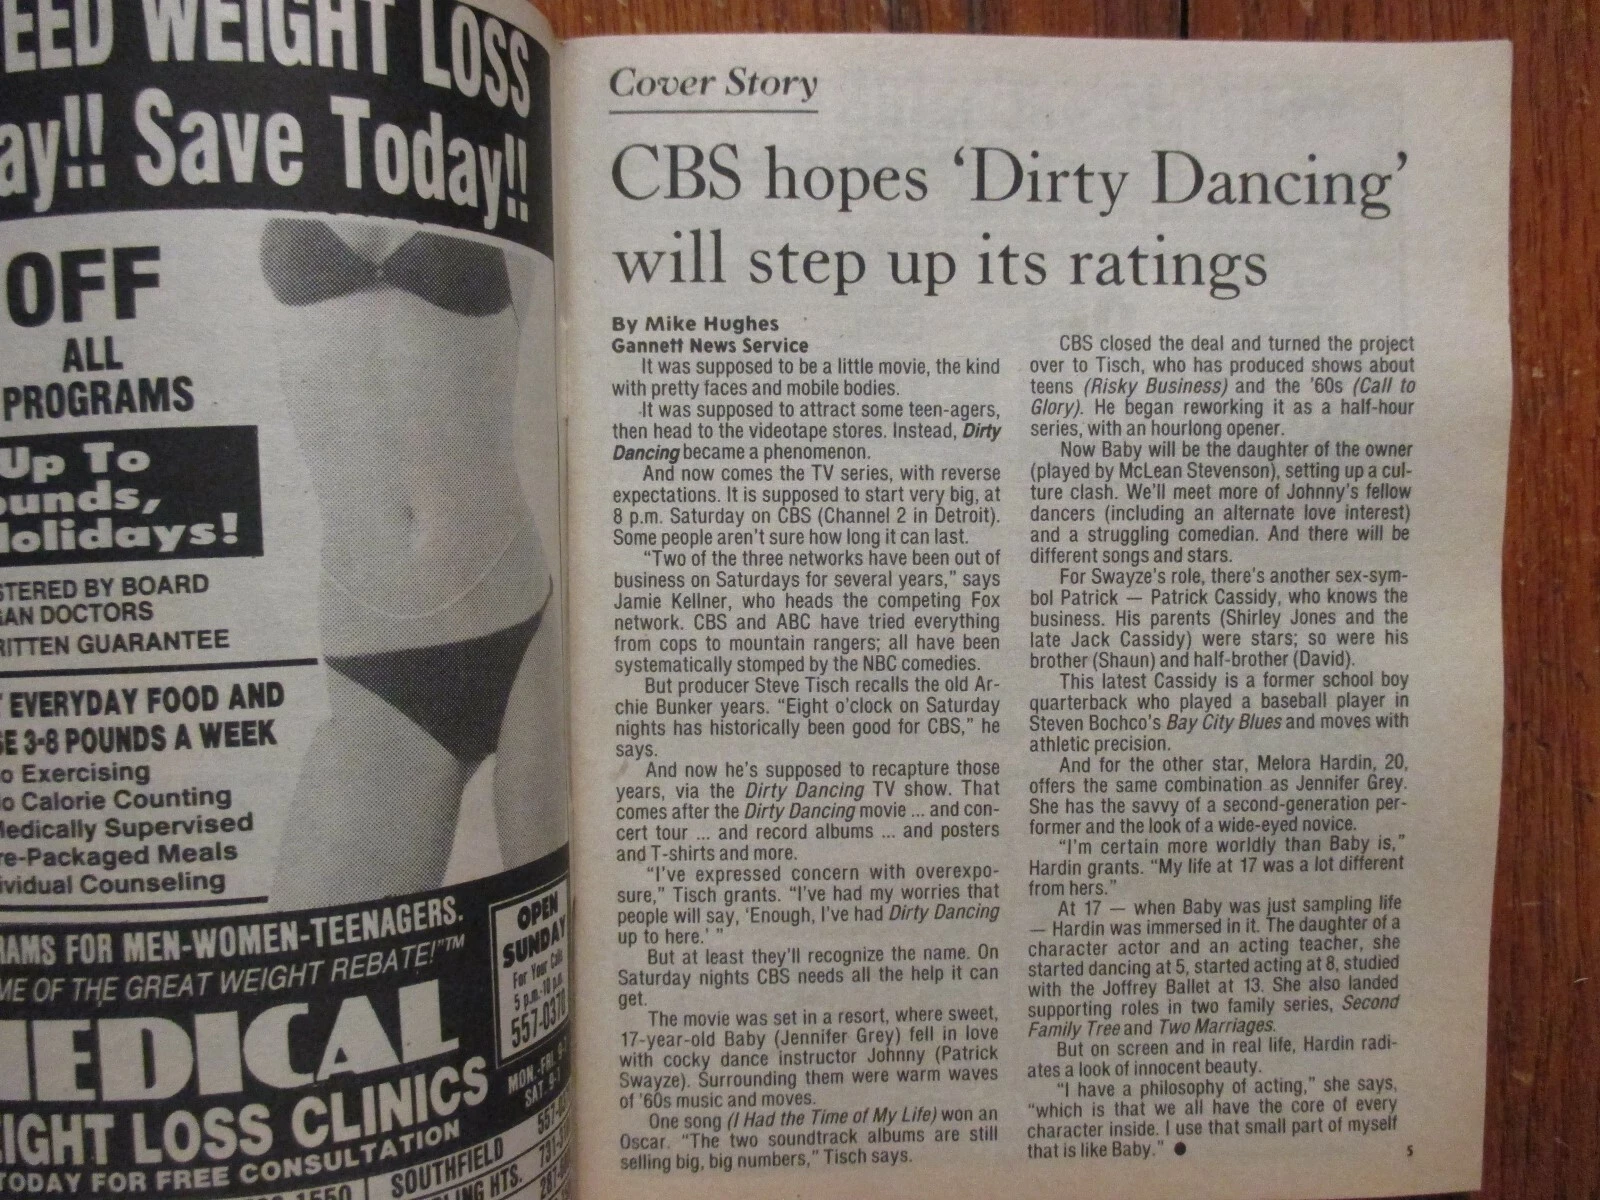 EED WEIGHT LOSS
ay!! Save Today!!
OFF
ALL
PROGRAMS
Up To
ounds,
Holidays!
STERED BY BOARD
GAN DOCTORS
RITTEN GUARANTEE
EVERYDAY FOOD AND
SE 3-8 POUNDS A WEEK
o Exercising
o Calorie Counting
Medically Supervised
re-Packaged Meals
ividual Counseling
RAMS FOR MEN-WOMEN-TEENAGERS.
ME OF THE GREAT WEIGHT REBATE!"™
OPEN
SUNDAY
For Your Calls
5 p.m.-10 p.m.
557-0370
MEDICAL
MON.-FRI. 9-7
SAT. 9-1
EIGHT LOSS CLINICS
TODAY FOR FREE CONSULTATION
1550
SOUTHFIELD
HTS.
Cover Story
CBS hopes ‘Dirty Dancing’
will step up its ratings
By Mike Hughes
Gannett News Service
It was supposed to be a little movie, the kind
with pretty faces and mobile bodies.
It was supposed to attract some teen-agers,
then head to the videotape stores. Instead, Dirty
Dancing became a phenomenon.
And now comes the TV series, with reverse
expectations. It is supposed to start very big, at
8 p.m. Saturday on CBS (Channel 2 in Detroit).
Some people aren't sure how long it can last.
“Two of the three networks have been out of
business on Saturdays for several years,” says
Jamie Kellner, who heads the competing Fox
network. CBS and ABC have tried everything
from cops to mountain rangers; all have been
systematically stomped by the NBC comedies.
But producer Steve Tisch recalls the old Ar-
chie Bunker years. “Eight o'clock on Saturday
nights has historically been good for CBS,” he
says.
And now he's supposed to recapture those
years, via the Dirty Dancing TV show. That
comes after the Dirty Dancing movie ... and con-
cert tour ... and record albums ... and posters
and T-shirts and more.
“I've expressed concern with overexpo-
sure,” Tisch grants. “I've had my worries that
people will say, ‘Enough, I've had Dirty Dancing
up to here.’ ”
But at least they'll recognize the name. On
Saturday nights CBS needs all the help it can
get.
The movie was set in a resort, where sweet,
17-year-old Baby (Jennifer Grey) fell in love
with cocky dance instructor Johnny (Patrick
Swayze). Surrounding them were warm waves
of '60s music and moves.
One song (I Had the Time of My Life) won an
Oscar. “The two soundtrack albums are still
selling big, big numbers,” Tisch says.
CBS closed the deal and turned the project
over to Tisch, who has produced shows about
teens (Risky Business) and the '60s (Call to
Glory). He began reworking it as a half-hour
series, with an hourlong opener.
Now Baby will be the daughter of the owner
(played by McLean Stevenson), setting up a cul-
ture clash. We'll meet more of Johnny's fellow
dancers (including an alternate love interest)
and a struggling comedian. And there will be
different songs and stars.
For Swayze's role, there's another sex-sym-
bol Patrick — Patrick Cassidy, who knows the
business. His parents (Shirley Jones and the
late Jack Cassidy) were stars; so were his
brother (Shaun) and half-brother (David).
This latest Cassidy is a former school boy
quarterback who played a baseball player in
Steven Bochco's Bay City Blues and moves with
athletic precision.
And for the other star, Melora Hardin, 20,
offers the same combination as Jennifer Grey.
She has the savvy of a second-generation per-
former and the look of a wide-eyed novice.
“I'm certain more worldly than Baby is,”
Hardin grants. “My life at 17 was a lot different
from hers.”
At 17 — when Baby was just sampling life
— Hardin was immersed in it. The daughter of a
character actor and an acting teacher, she
started dancing at 5, started acting at 8, studied
with the Joffrey Ballet at 13. She also landed
supporting roles in two family series, Second
Family Tree and Two Marriages.
But on screen and in real life, Hardin radi-
ates a look of innocent beauty.
“I have a philosophy of acting,” she says,
“which is that we all have the core of every
character inside. I use that small part of myself
that is like Baby.” ●
5